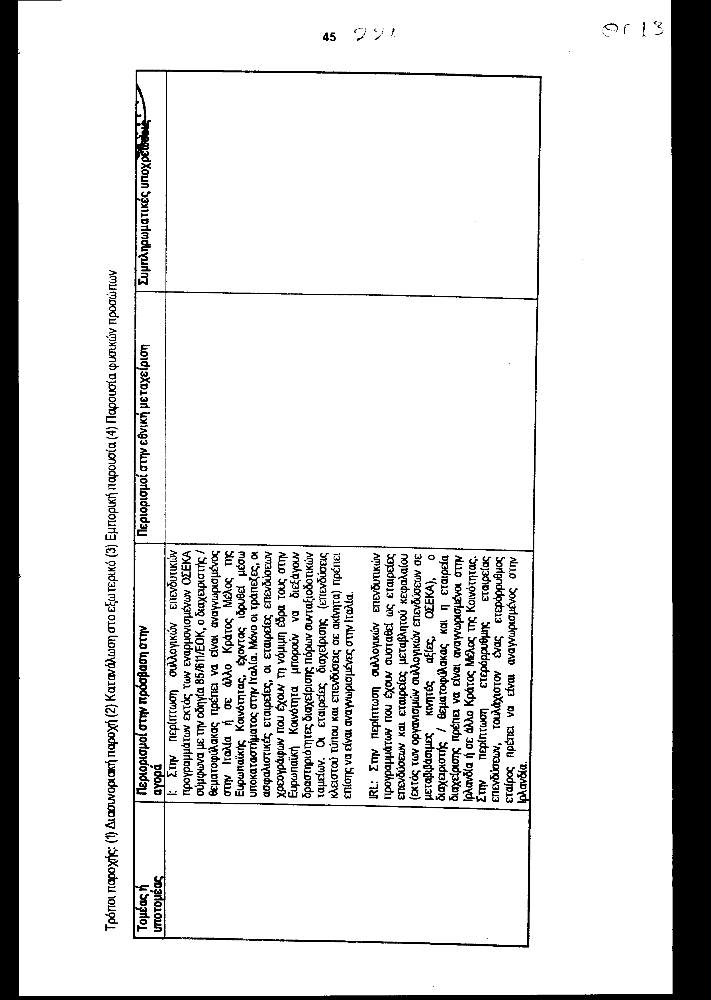 45
Τρόποι παροχής: (1) Διασυνοριακή παροχή (2) Κατανάλωση στο εξωτερικό (3) Εμπορική παρουσία (4) Παρουσία φυσικών προσώπων
Τομέας ή
υποτομέας
Περιορισμοί στην πρόσβαση στην
αγορά
Περιορισμοί στην εθνική μεταχείριση
Συμπληρωματικές υποχρεώσεις
I: Στην περίπτωση συλλογικών επενδυτικών
προγραμμάτων εκτός των εναρμονισμένων ΟΣΕΚΑ
σύμφωνα με την οδηγία 85/611/ΕΟΚ, ο διαχειριστής /
θεματοφύλακας πρέπει να είναι αναγνωρισμένος
στην Ιταλία ή σε άλλο Κράτος Μέλος της
Ευρωπαϊκής Κοινότητας, έχοντας ιδρυθεί μέσω
υποκαταστήματος στην Ιταλία. Μόνο οι τράπεζες, οι
ασφαλιστικές εταιρείες, οι εταιρείες επενδύσεων
χρεογράφων που έχουν τη νόμιμη έδρα τους στην
Ευρωπαϊκή Κοινότητα μπορούν να διεξάγουν
δραστηριότητες διαχείρισης πόρων συνταξιοδοτικών
ταμείων. Οι εταιρείες διαχείρισης (επενδύσεις
κλειστού τύπου και επενδύσεις σε ακίνητα) πρέπει
επίσης να είναι αναγνωρισμένες στην Ιταλία.
IRL: Στην περίπτωση συλλογικών επενδυτικών
προγραμμάτων που έχουν συσταθεί ως εταιρείες
επενδύσεων και εταιρείες μεταβλητού κεφαλαίου
(εκτός των οργανισμών συλλογικών επενδύσεων σε
μεταβιβάσιμες κινητές αξίες, ΟΣΕΚΑ), ο
διαχειριστής / θεματοφύλακας και η εταιρεία
διαχείρισης πρέπει να είναι αναγνωρισμένοι στην
Ιρλανδία ή σε άλλο Κράτος Μέλος της Κοινότητας.
Στην περίπτωση ετερόρρυθμης εταιρείας
επενδύσεων, τουλάχιστον ένας ετερόρρυθμος
εταίρος πρέπει να είναι αναγνωρισμένος στην
Ιρλανδία.